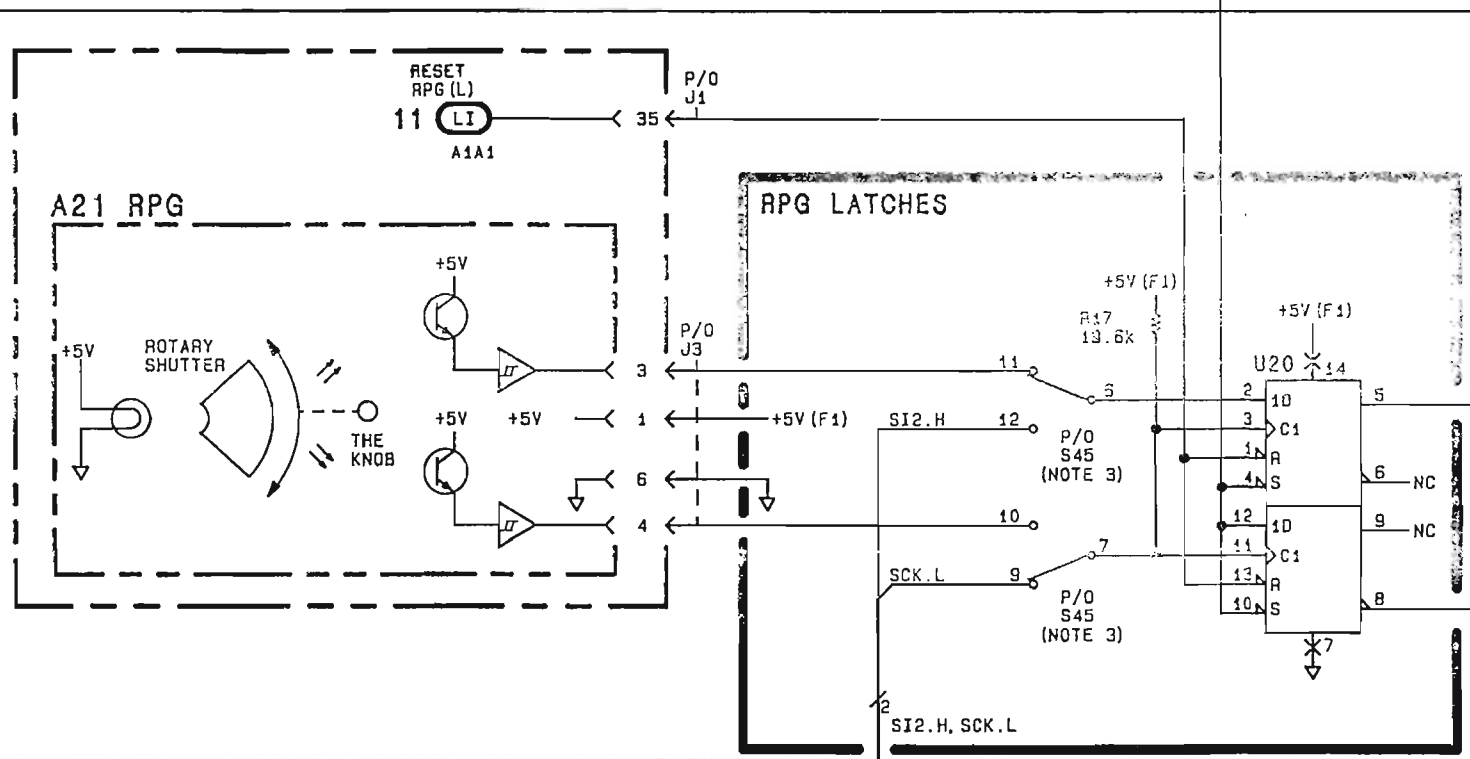 RESET
RPG (L)
11 LI
A1A1
35
P/O
J1
A21 RPG
RPG LATCHES
+5V
ROTARY
SHUTTER
THE
KNOB
+5V
+5V
+5V
P/O
J3
3
1
+5V (F1)
6
4
SI2.H
SCK.L
11
12
6
P/O
S45
(NOTE 3)
10
9
7
P/O
S45
(NOTE 3)
+5V (F1)
R17
+5V (F1)
U20
14
2 1D 5
3 C1
1 R
4 S 6 NC
12 1D 9 NC
11 C1
13 R
10 S 8
7
2
SI2.H, SCK.L